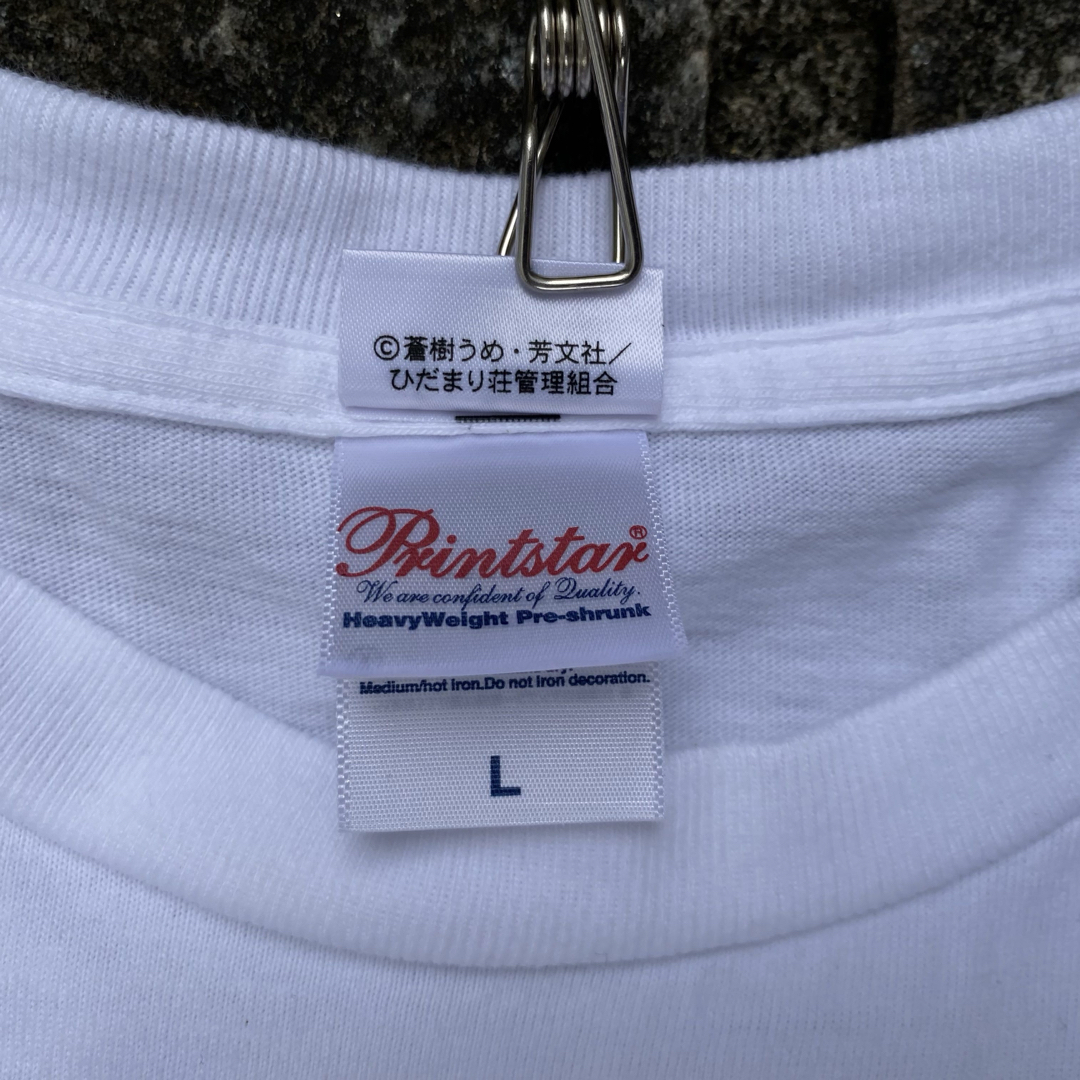 ©蒼樹うめ・芳文社／
ひだまり荘管理組合
Printstar®
We are confident of Quality.
HeavyWeight Pre-shrunk
Medium/hot iron.Do not iron decoration.
L